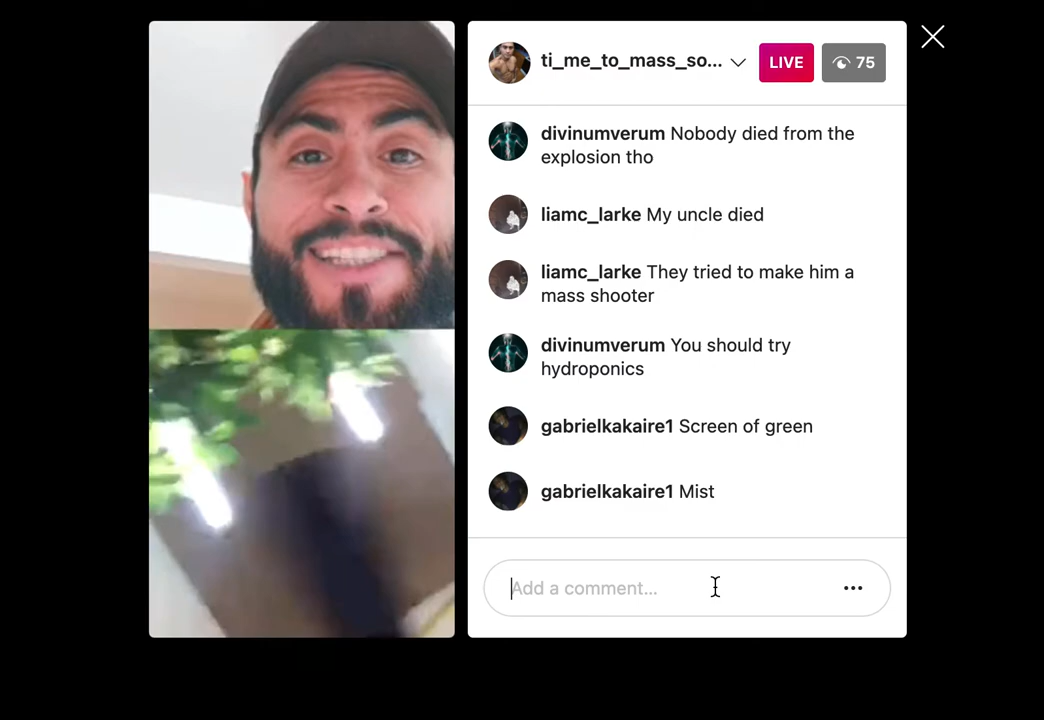 ti_me_to_mass_so...
LIVE
75
divinumverum Nobody died from the
explosion tho
liamc_larke My uncle died
liamc_larke They tried to make him a
mass shooter
divinumverum You should try
hydroponics
gabrielkakaire1 Screen of green
gabrielkakaire1 Mist
Add a comment...